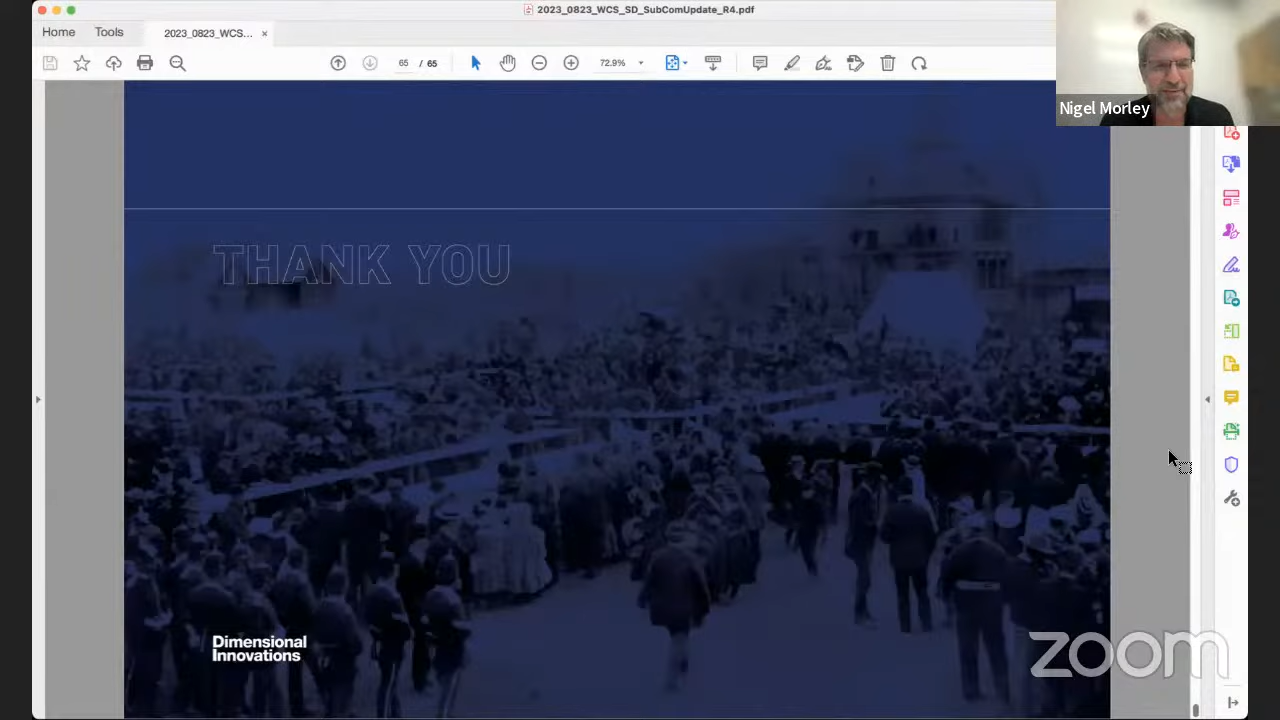 2023_0823_WCS_SD_SubComUpdate_R4.pdf
Home
Tools
2023_0823_WCS...
65 / 65
72.9%
Nigel Morley
THANK YOU
Dimensional
Innovations
zoom